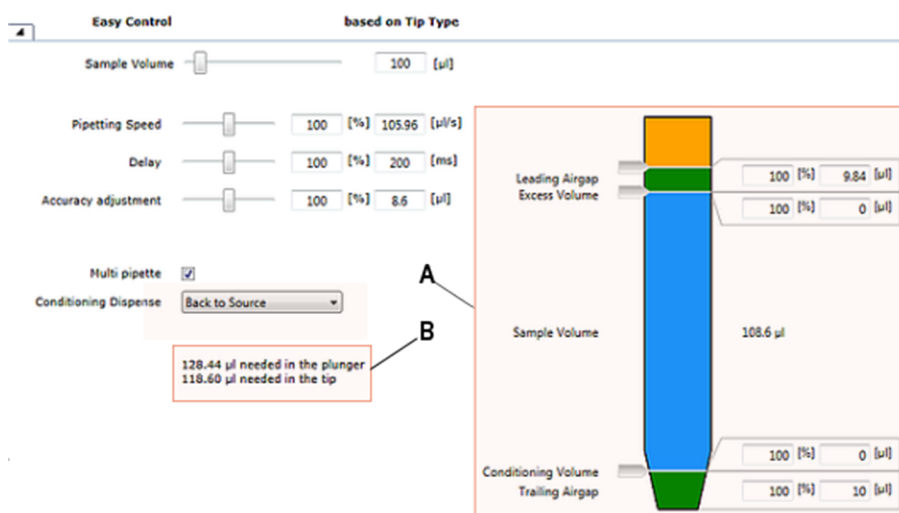 Easy Control based on Tip Type
Sample Volume 100 [µl]
Pipetting Speed 100 [%] 105.96 [µl/s]
Delay 100 [%] 200 [ms]
Accuracy adjustment 100 [%] 8.6 [µl]
Multi pipette
Conditioning Dispense Back to Source
128.44 µl needed in the plunger
118.60 µl needed in the tip
A
B
Leading Airgap 100 [%] 9.84 [µl]
Excess Volume 100 [%] 0 [µl]
Sample Volume 108.6 µl
Conditioning Volume 100 [%] 0 [µl]
Trailing Airgap 100 [%] 10 [µl]